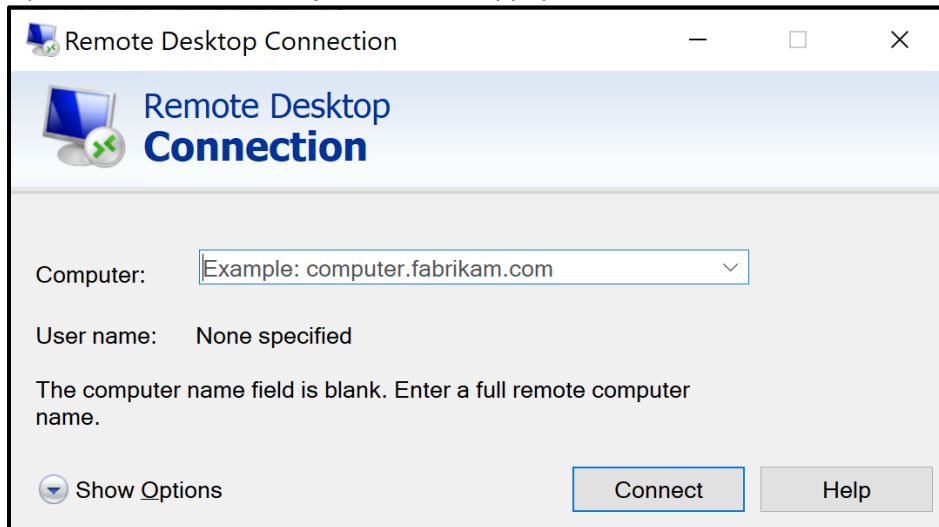 Remote Desktop Connection
Remote Desktop
Connection
Computer:
Example: computer.fabrikam.com
User name:
None specified
The computer name field is blank. Enter a full remote computer
name.
Show Options
Connect
Help